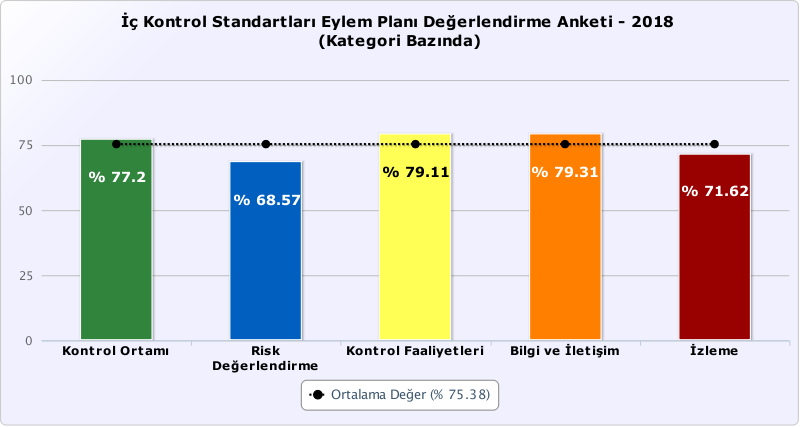 İç Kontrol Standartları Eylem Planı Değerlendirme Anketi - 2018
(Kategori Bazında)
100
75
50
25
0
% 77.2
% 68.57
% 79.11
% 79.31
% 71.62
Kontrol Ortamı
Risk
Değerlendirme
Kontrol Faaliyetleri
Bilgi ve İletişim
İzleme
Ortalama Değer (% 75.38)